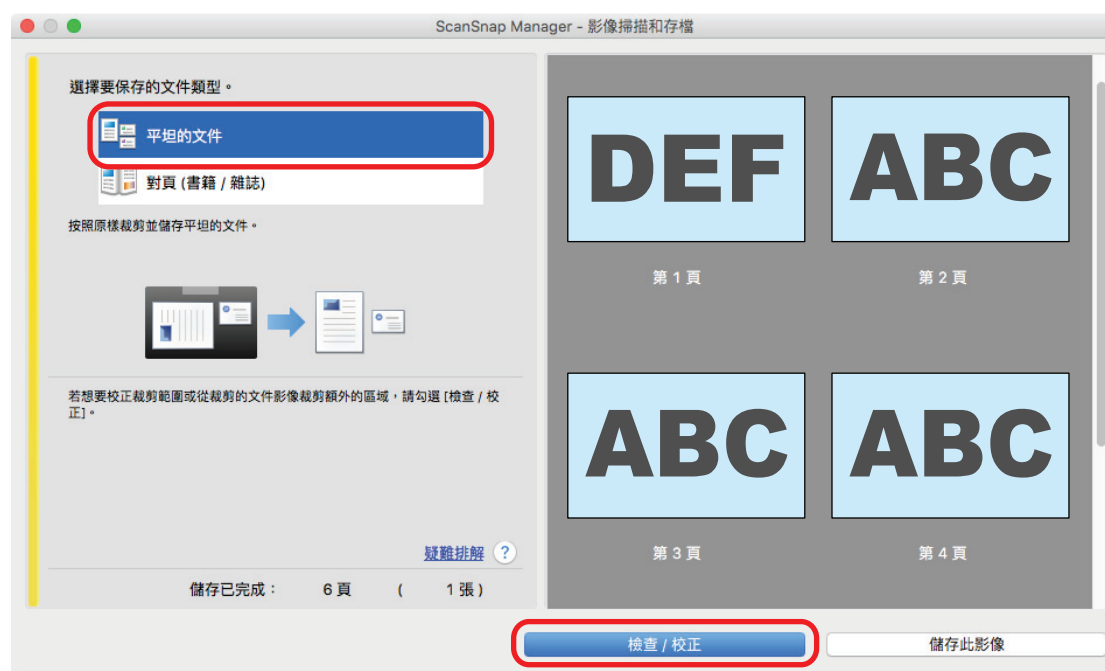 ScanSnap Manager - 影像掃描和存檔
選擇要保存的文件類型。
平坦的文件
對頁 (書籍 / 雜誌)
按照原樣裁剪並儲存平坦的文件。
若想要校正裁剪範圍或從裁剪的文件影像裁剪額外的區域，請勾選 [檢查 / 校
正]。
疑難排解 ?
儲存已完成： 6 頁 ( 1 張 )
DEF ABC
第 1 頁 第 2 頁
ABC ABC
第 3 頁 第 4 頁
檢查 / 校正 儲存此影像